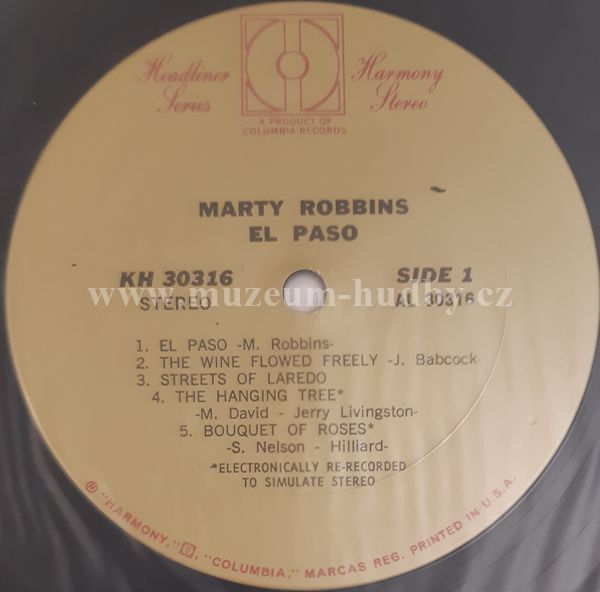 Headliner Series
Harmony Stereo
A PRODUCT OF
COLUMBIA RECORDS
MARTY ROBBINS
EL PASO
KH 30316
STEREO
SIDE 1
AL 30316
www.muzeum-hudby.cz
1. EL PASO -M. Robbins-
2. THE WINE FLOWED FREELY -J. Babcock-
3. STREETS OF LAREDO
4. THE HANGING TREE*
-M. David - Jerry Livingston-
5. BOUQUET OF ROSES*
-S. Nelson - Hilliard-
*ELECTRONICALLY RE-RECORDED
TO SIMULATE STEREO
® "HARMONY," , "COLUMBIA," MARCAS REG. PRINTED IN U.S.A.